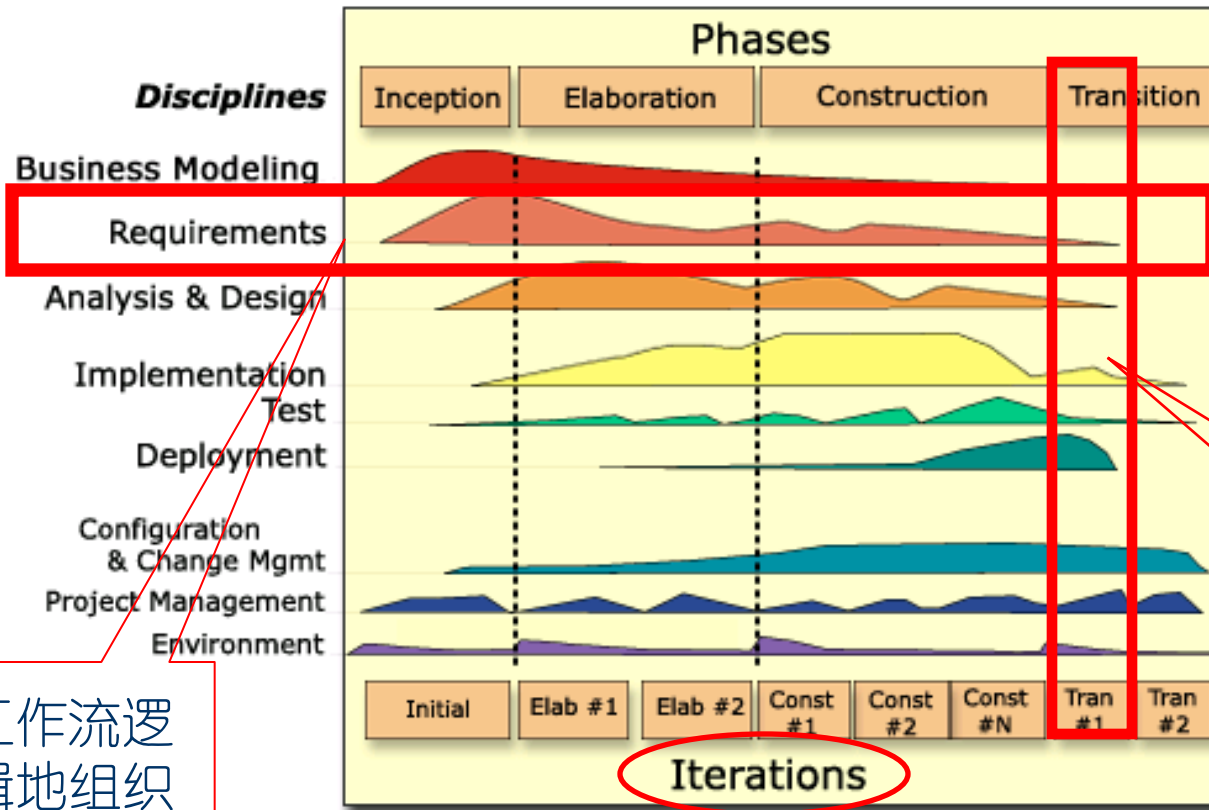 Phases
Disciplines
Inception
Elaboration
Construction
Transition
Business Modeling
Requirements
Analysis & Design
Implementation
Test
Deployment
Configuration
& Change Mgmt
Project Management
Environment
Initial
Elab #1
Elab #2
Const
#1
Const
#2
Const
#N
Tran
#1
Tran
#2
Iterations
工作流逻
辑地组织